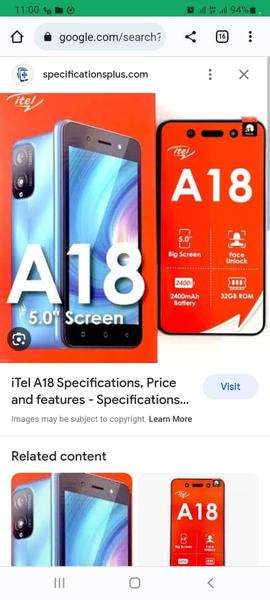 11:00
94%
google.com/search?
16
specificationsplus.com
itel
A18
5.0" Screen
itel
A18
5.0"
Big Screen
Face
Unlock
2400
2400mAh
Battery
32GB ROM
iTel A18 Specifications, Price
and features - Specifications...
Visit
Images may be subject to copyright. Learn More
Related content
itel
A18
Big Screen